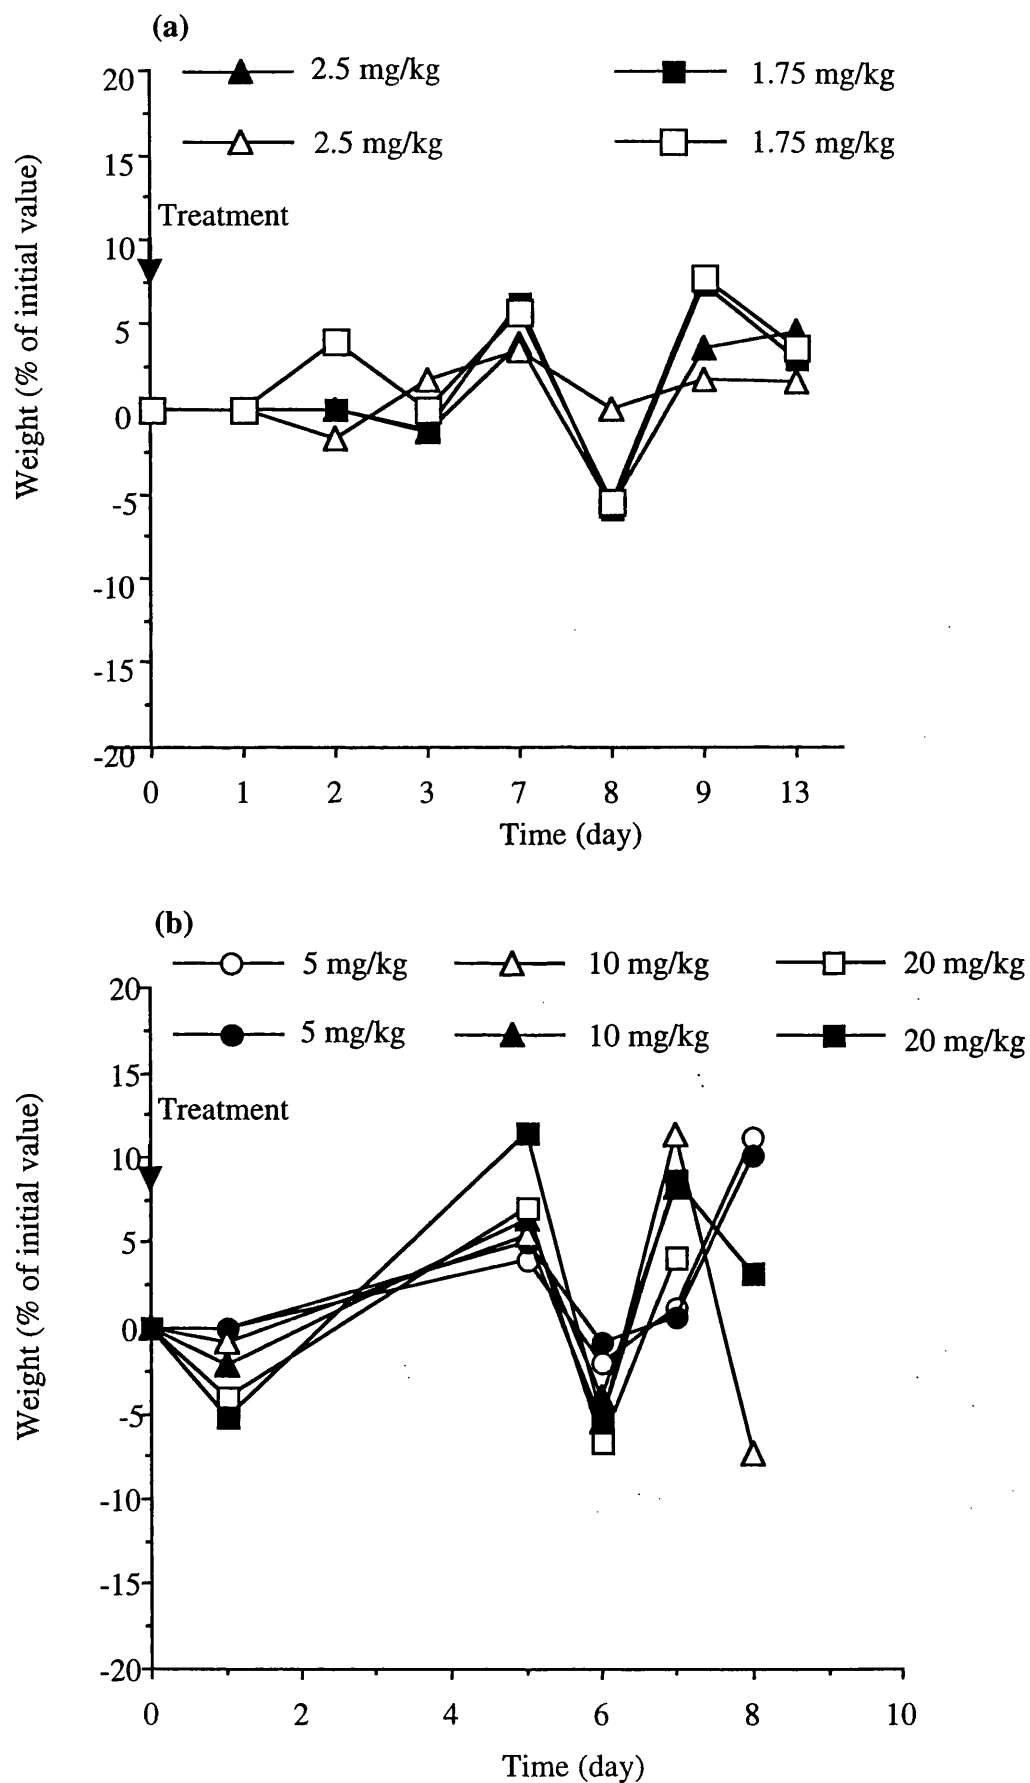 (a)
2.5 mg/kg 1.75 mg/kg
2.5 mg/kg 1.75 mg/kg
Treatment
Weight (% of initial value)
20
15
10
5
0
-5
-10
-15
-20
0 1 2 3 7 8 9 13
Time (day)
(b)
5 mg/kg 10 mg/kg 20 mg/kg
5 mg/kg 10 mg/kg 20 mg/kg
Treatment
Weight (% of initial value)
20
15
10
5
0
-5
-10
-15
-20
0 2 4 6 8 10
Time (day)